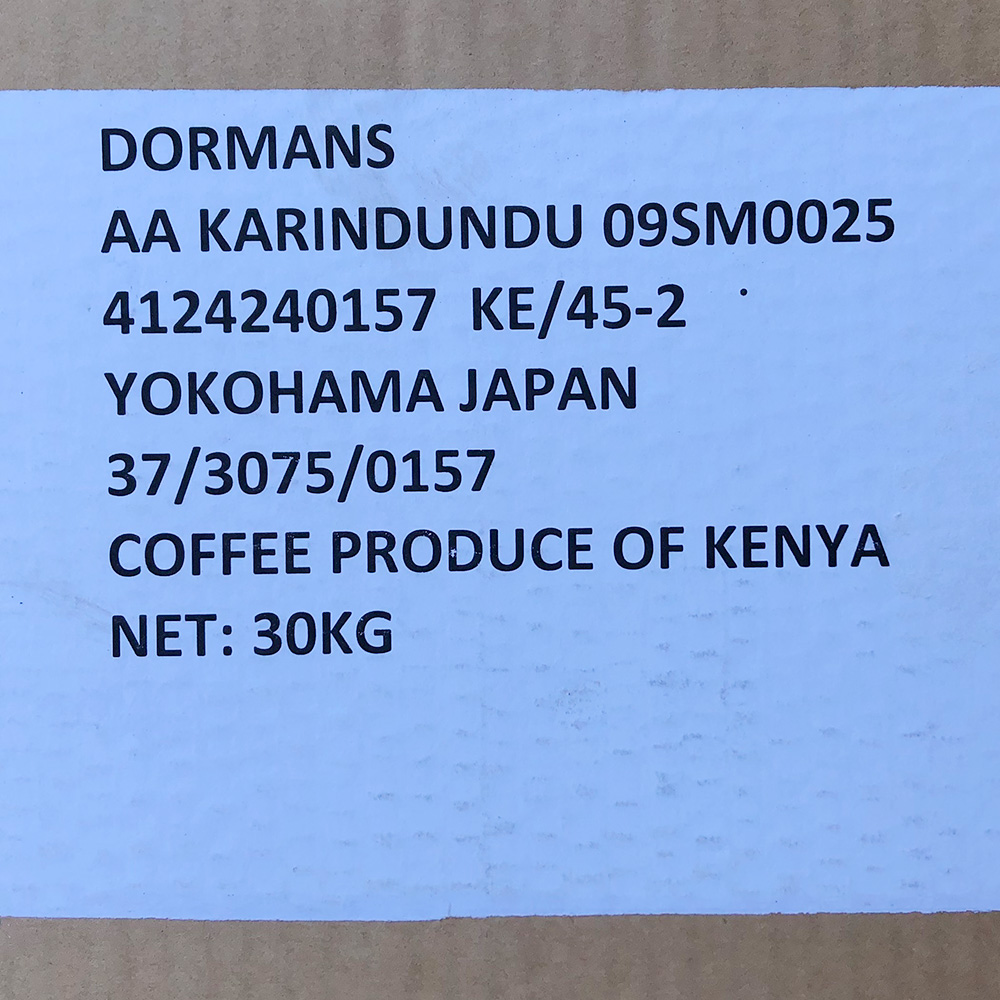 DORMANS
AA KARINDUNDU 09SM0025
4124240157 KE/45-2
YOKOHAMA JAPAN
37/3075/0157
COFFEE PRODUCE OF KENYA
NET: 30KG